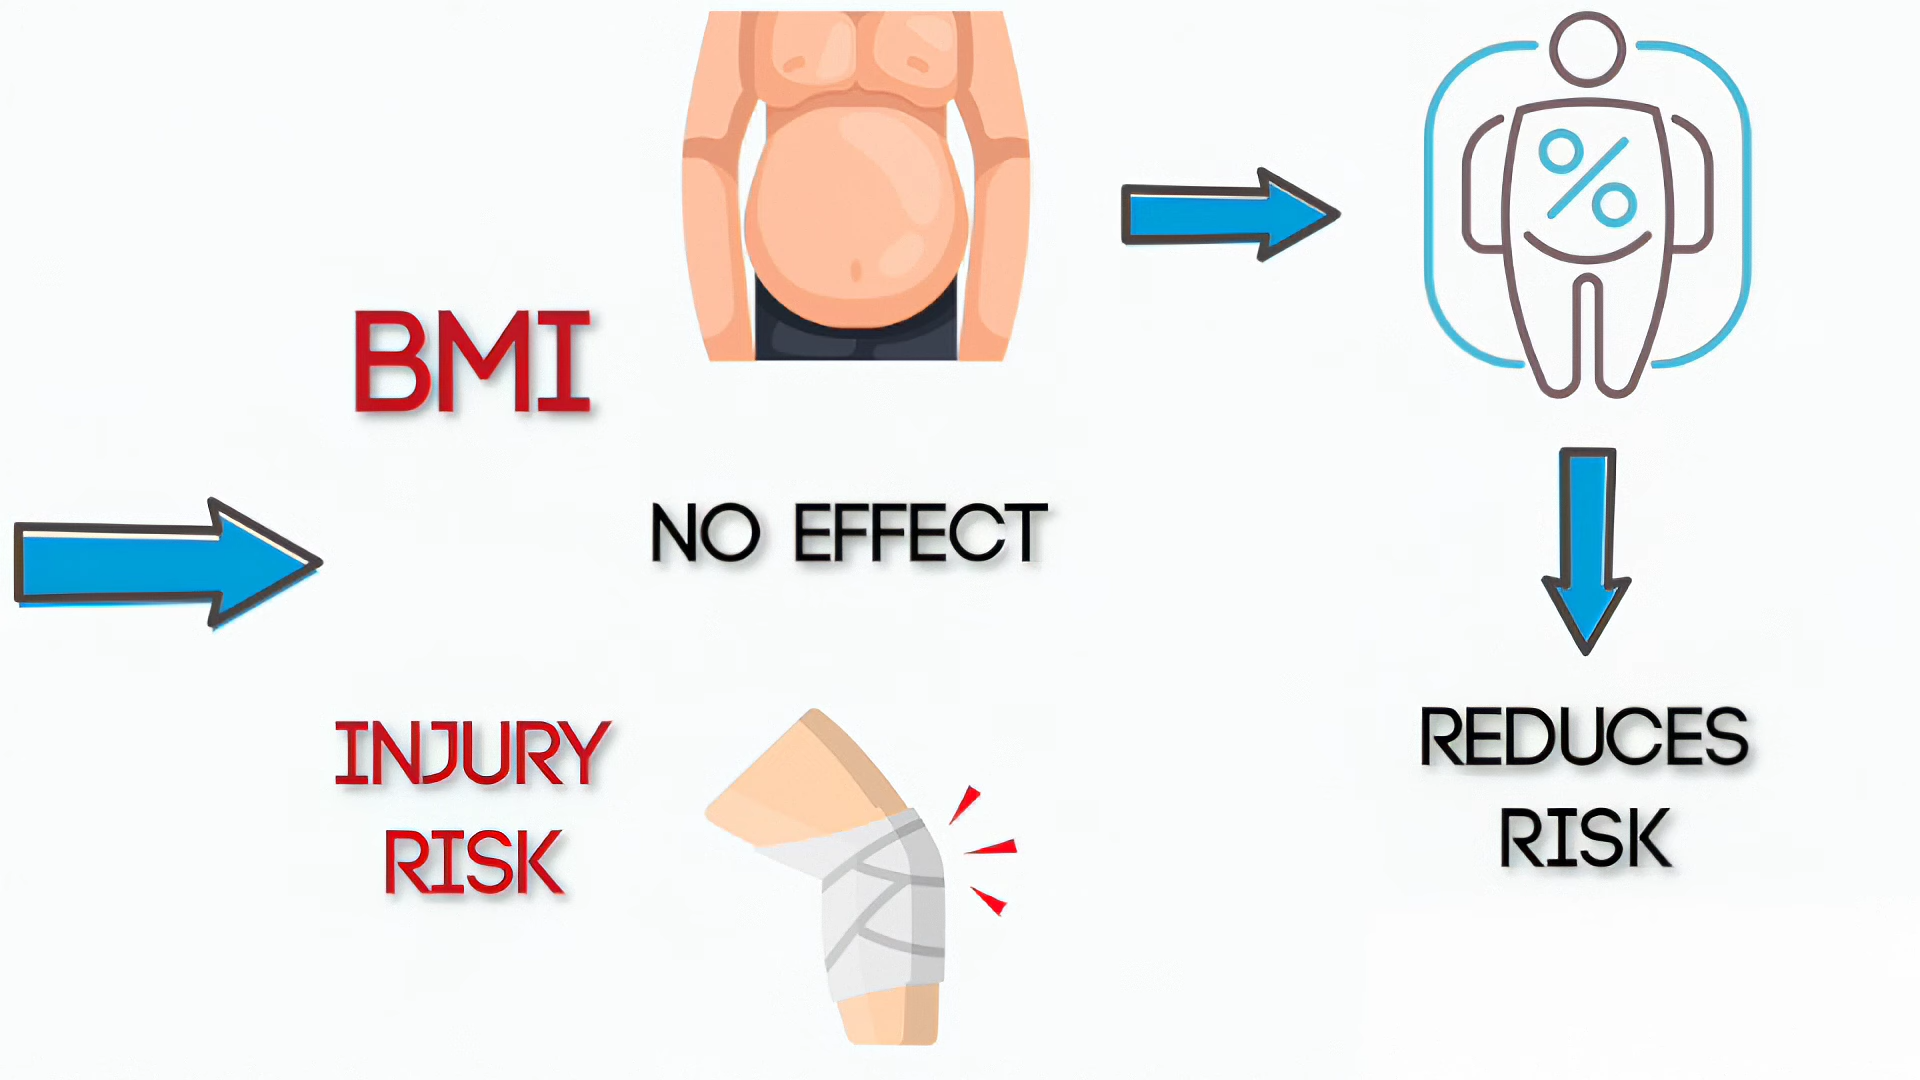 BMI
NO EFFECT
INJURY
RISK
%
REDUCES
RISK